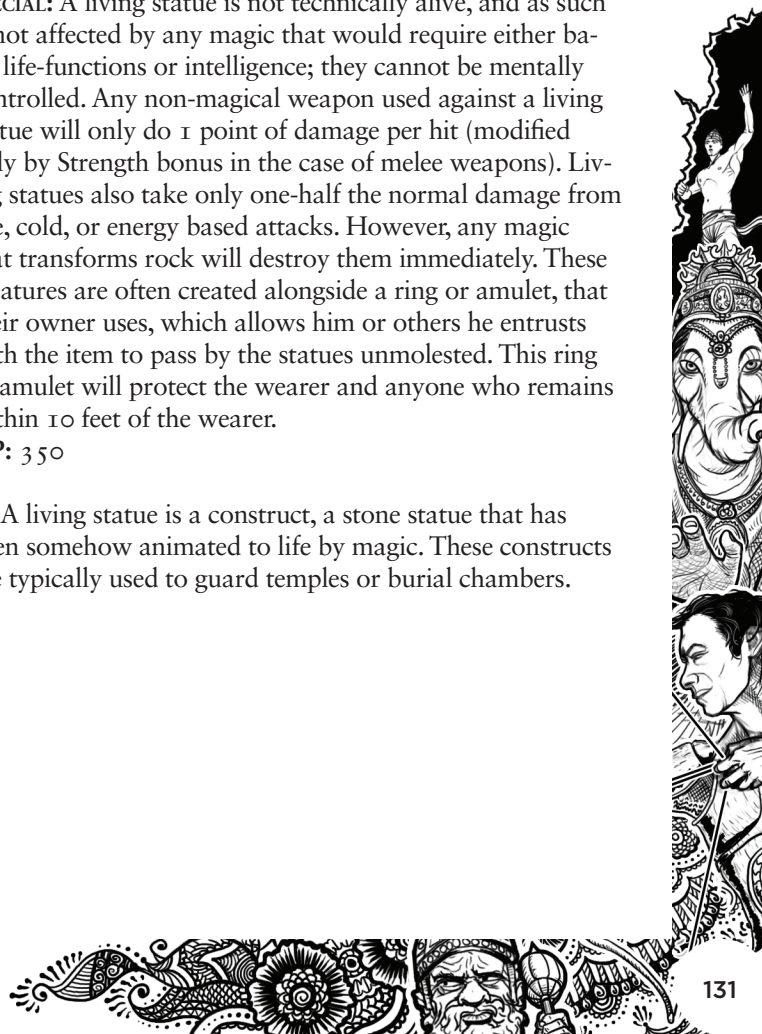 ECIAL: A living statue is not technically alive, and as such
not affected by any magic that would require either ba-
life-functions or intelligence; they cannot be mentally
ntrolled. Any non-magical weapon used against a living
tue will only do 1 point of damage per hit (modified
ly by Strength bonus in the case of melee weapons). Liv-
g statues also take only one-half the normal damage from
e, cold, or energy based attacks. However, any magic
at transforms rock will destroy them immediately. These
eatures are often created alongside a ring or amulet, that
eir owner uses, which allows him or others he entrusts
th the item to pass by the statues unmolested. This ring
amulet will protect the wearer and anyone who remains
thin 10 feet of the wearer.
P: 350
A living statue is a construct, a stone statue that has
en somehow animated to life by magic. These constructs
e typically used to guard temples or burial chambers.
131